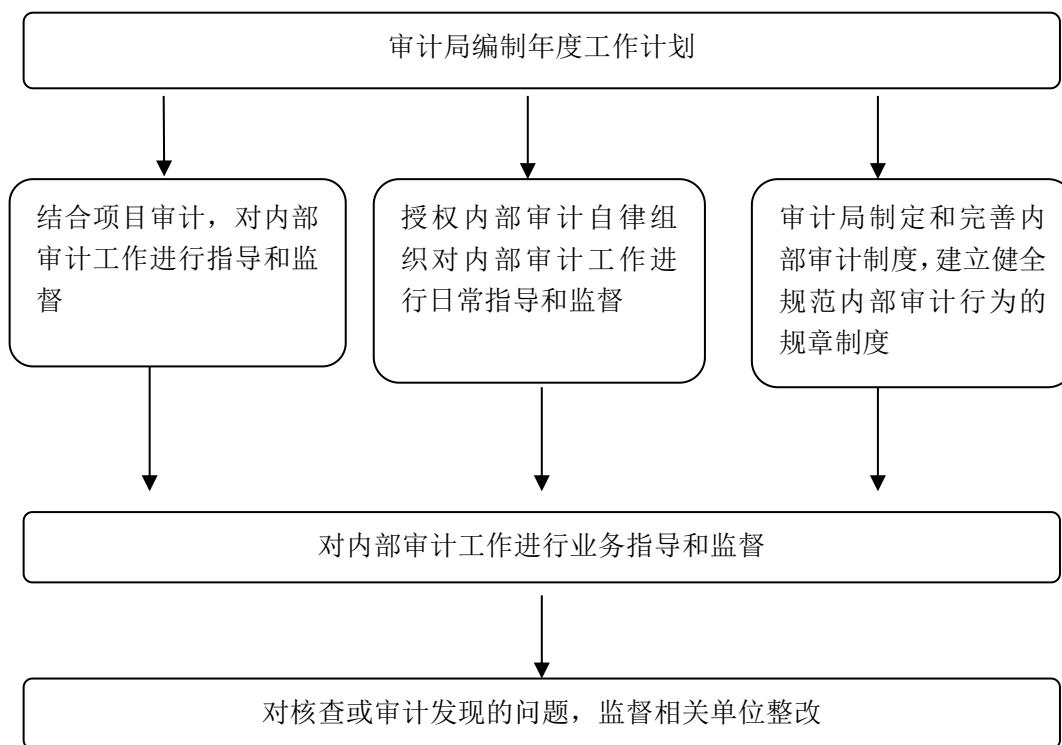 审计局编制年度工作计划
结合项目审计，对内部
审计工作进行指导和监
督
授权内部审计自律组
织对内部审计工作进
行日常指导和监督
审计局制定和完善内
部审计制度，建立健全
规范内部审计行为的
规章制度
对内部审计工作进行业务指导和监督
对核查或审计发现的问题，监督相关单位整改